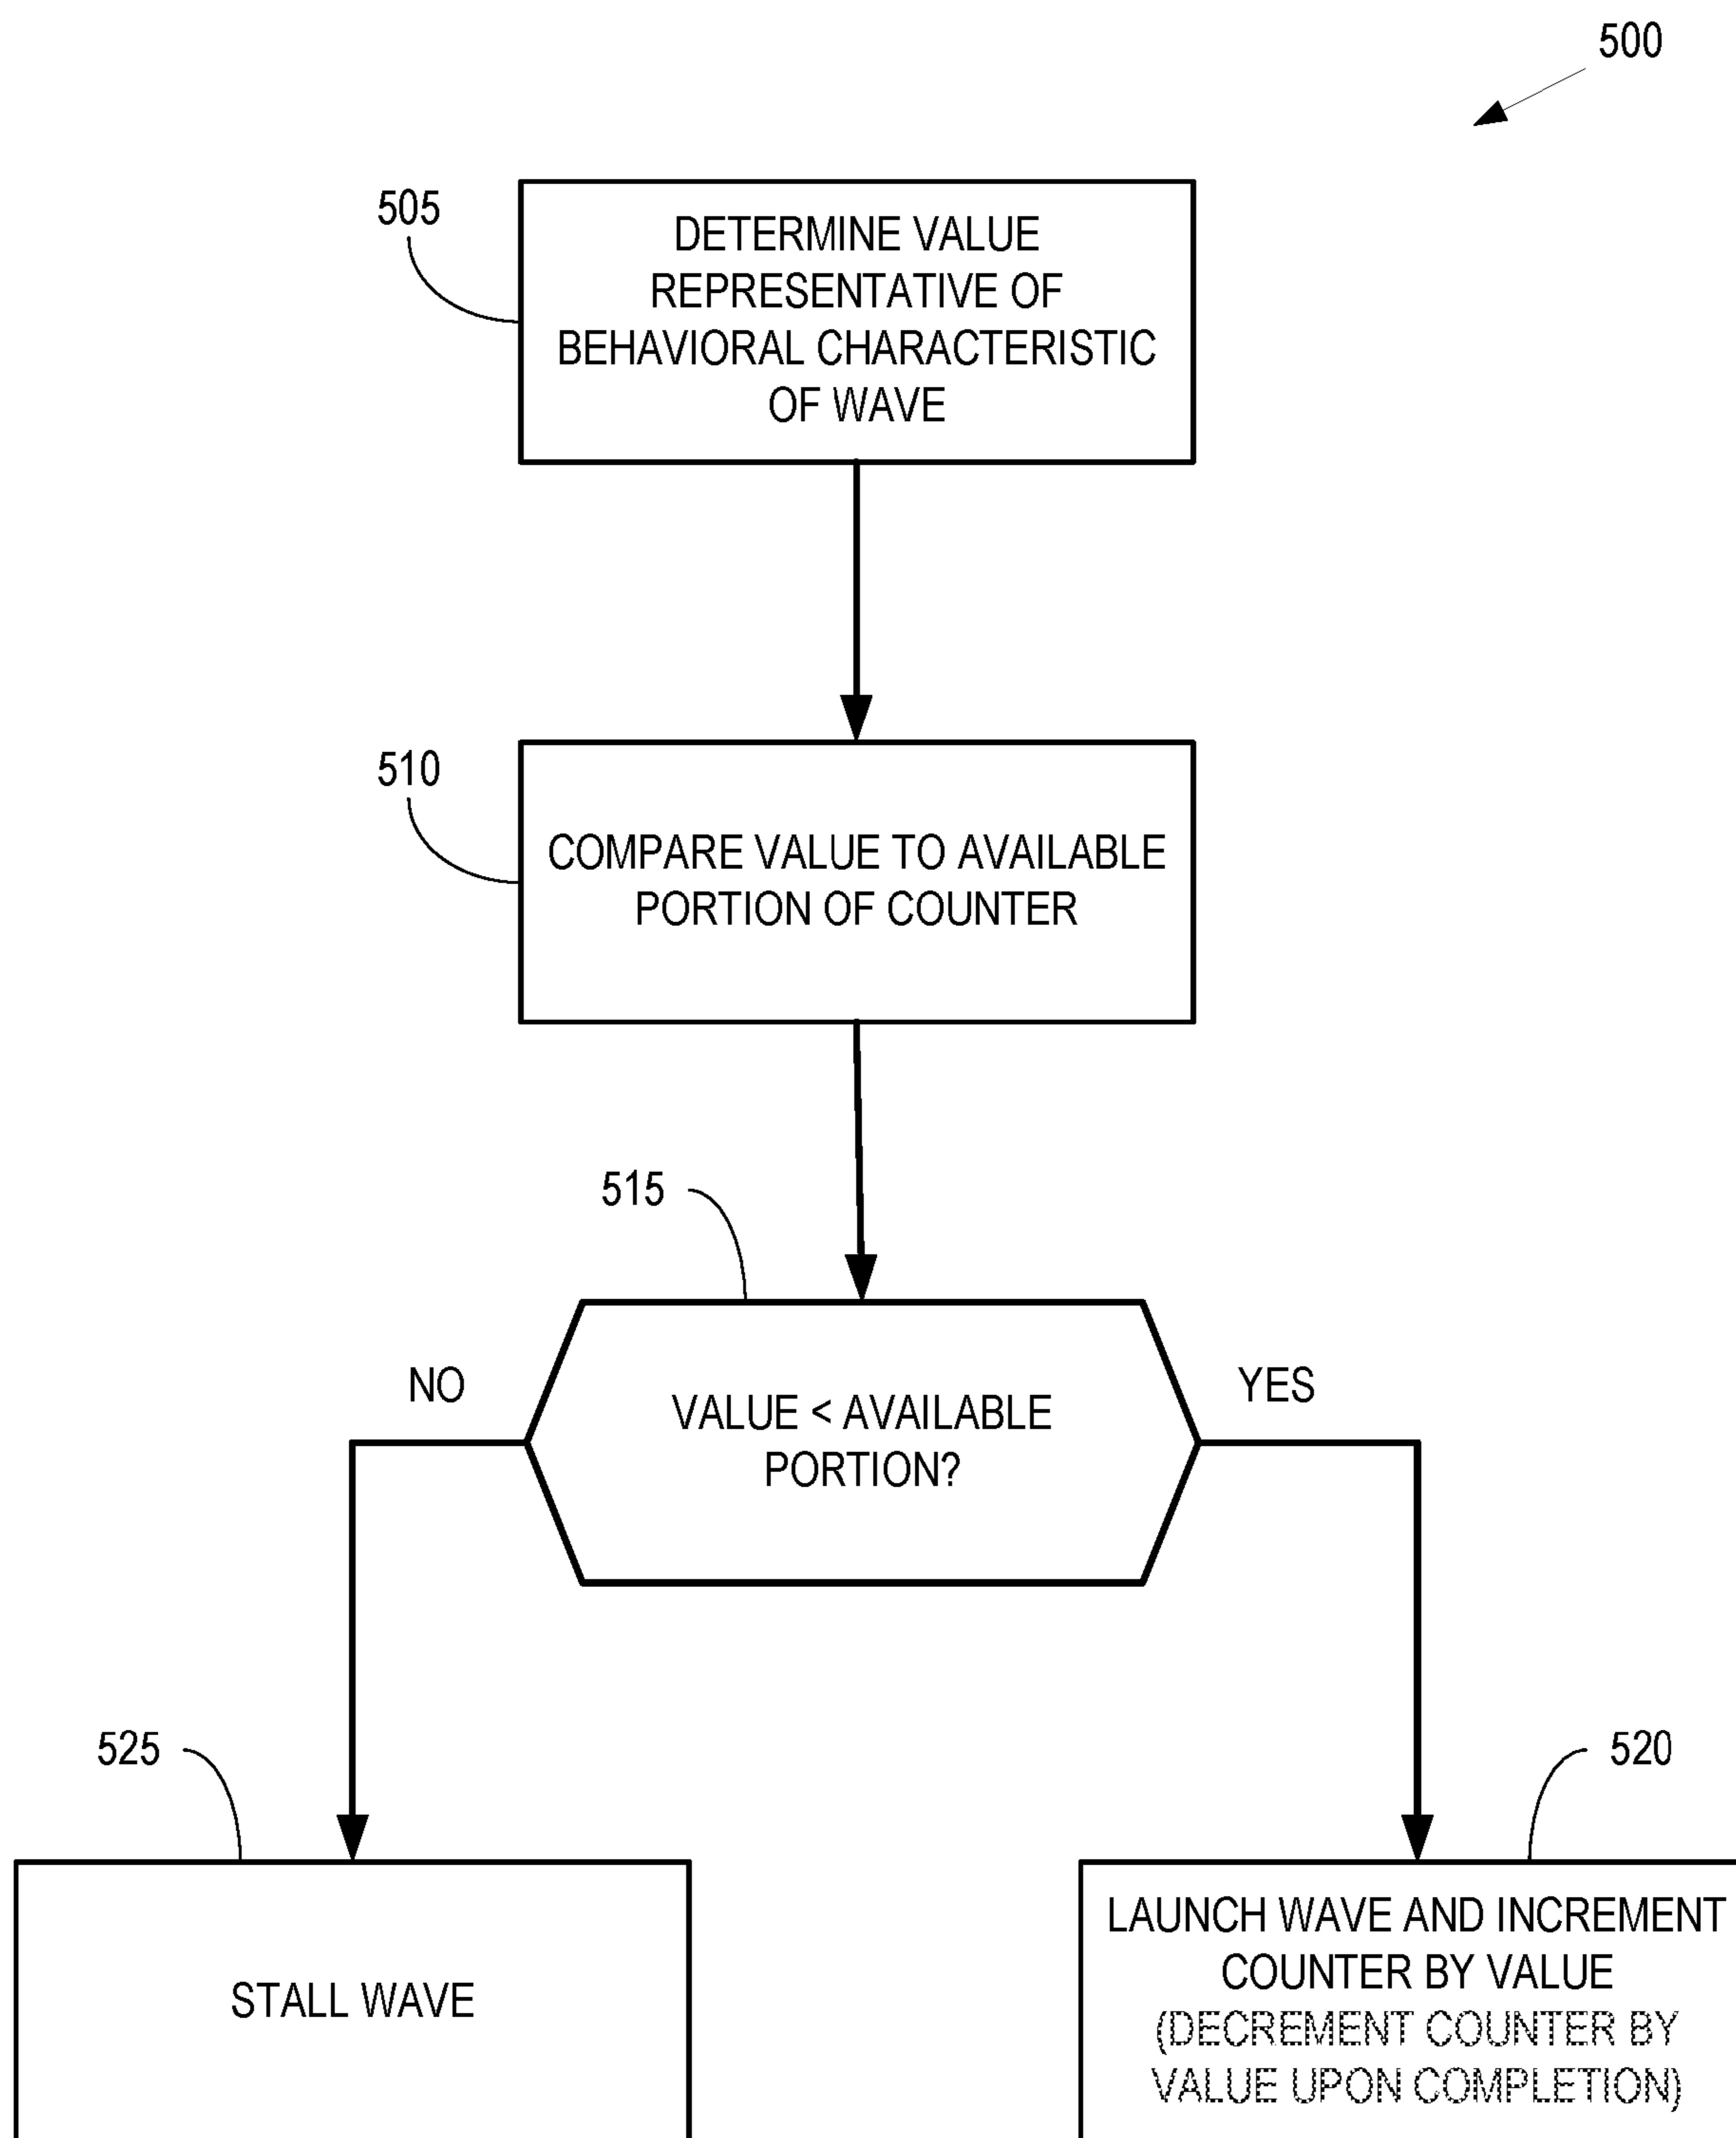 500
505
DETERMINE VALUE
REPRESENTATIVE OF
BEHAVIORAL CHARACTERISTIC
OF WAVE
510
COMPARE VALUE TO AVAILABLE
PORTION OF COUNTER
515
NO
VALUE < AVAILABLE
PORTION?
YES
525
STALL WAVE
520
LAUNCH WAVE AND INCREMENT
COUNTER BY VALUE
(DECREMENT COUNTER BY
VALUE UPON COMPLETION)